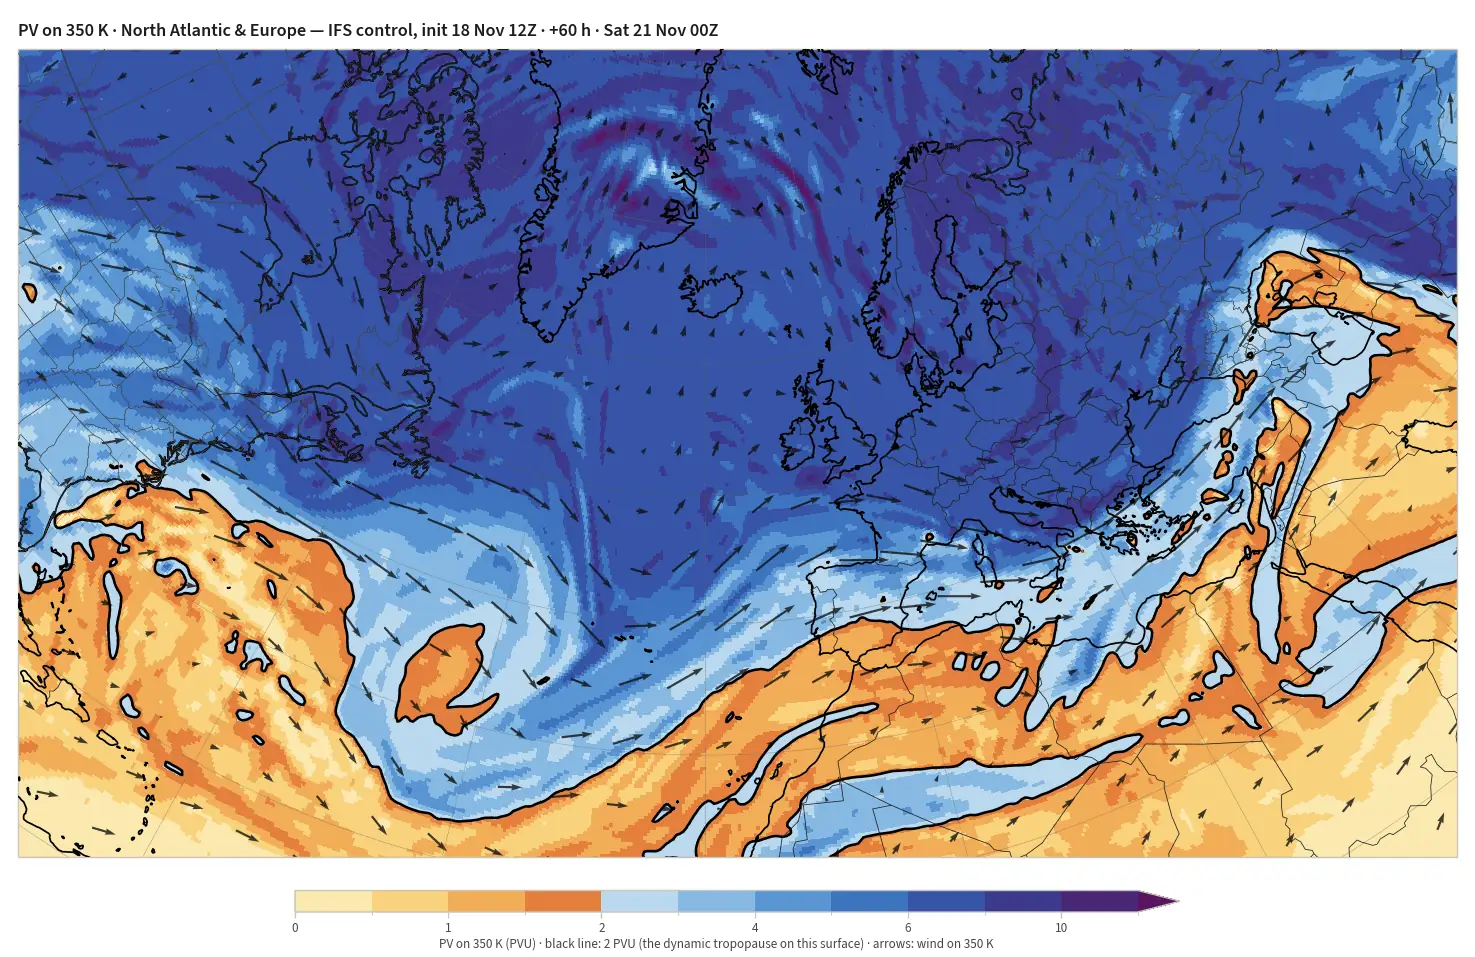 PV on 350 K · North Atlantic & Europe — IFS control, init 18 Nov 12Z · +60 h · Sat 21 Nov 00Z
0 1 2 4 6 10
PV on 350 K (PVU) · black line: 2 PVU (the dynamic tropopause on this surface) · arrows: wind on 350 K